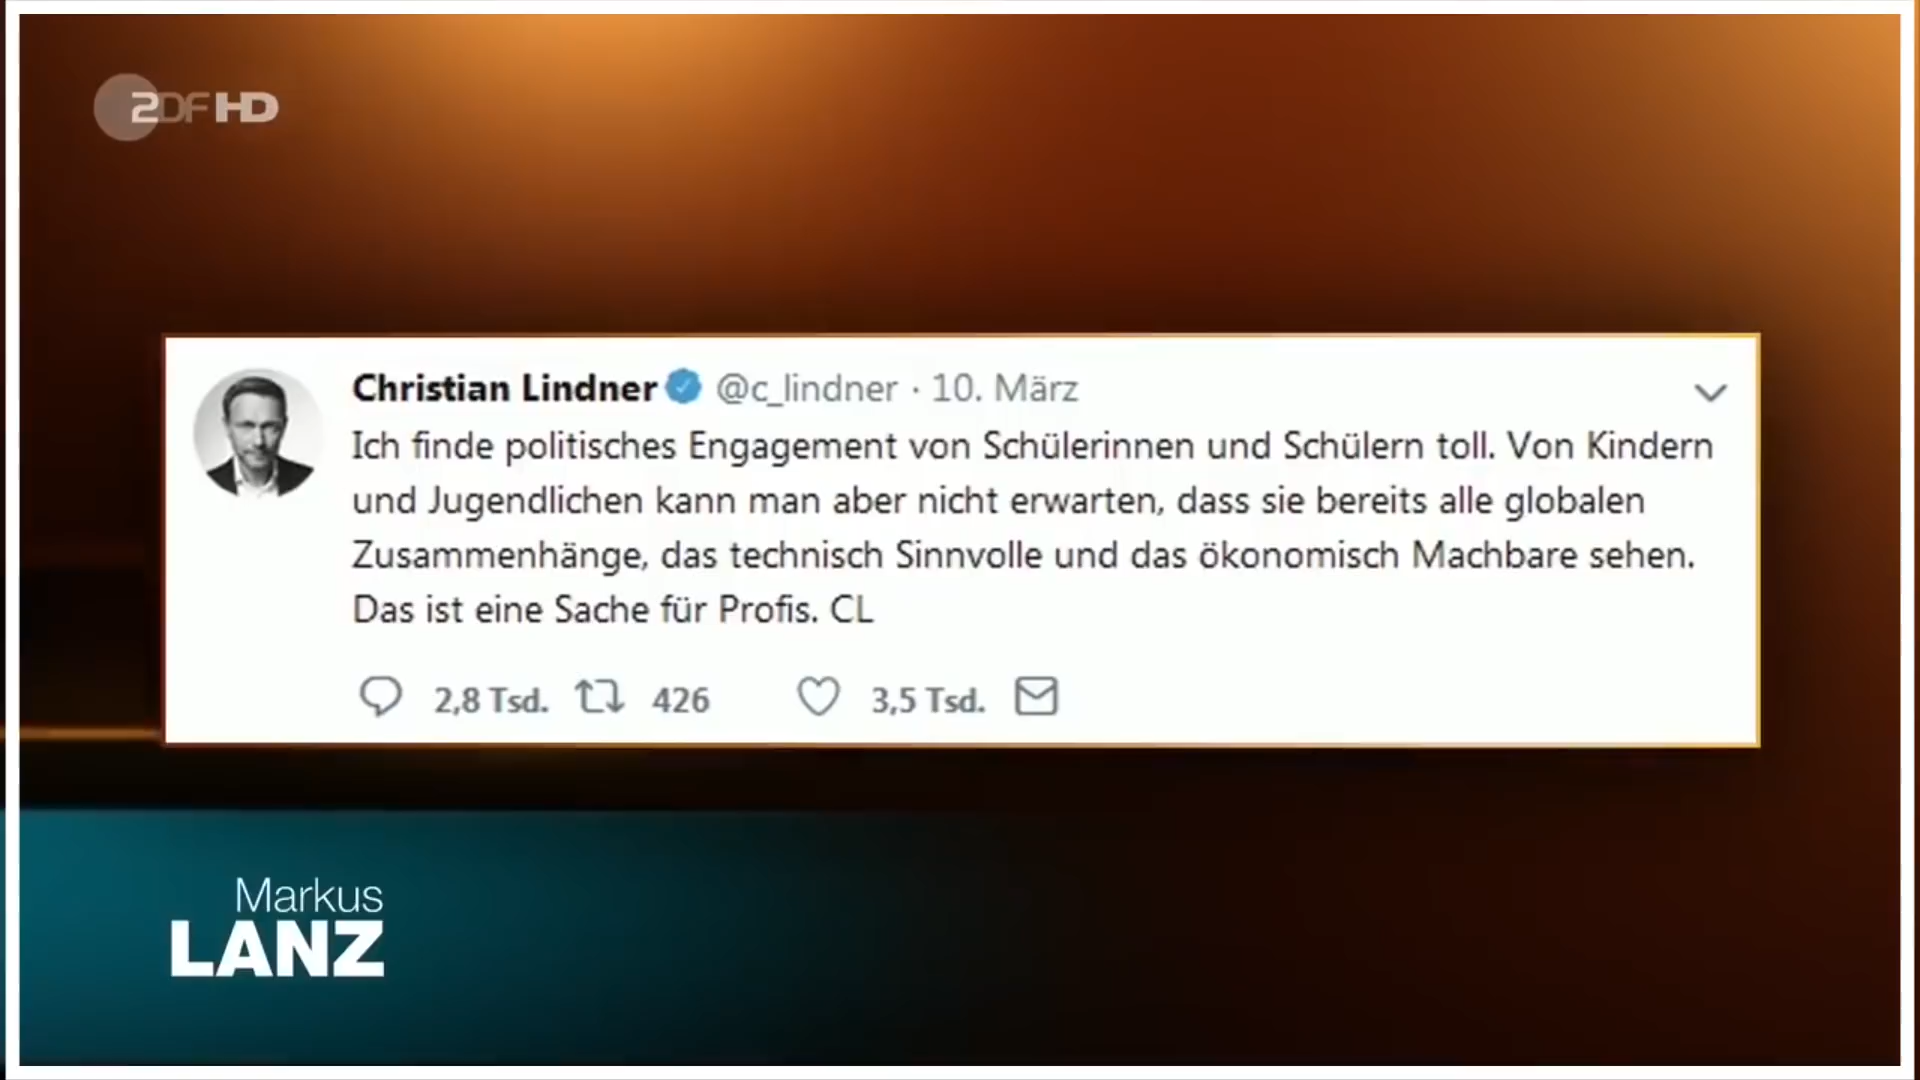 ZDF HD
Christian Lindner @c_lindner · 10. März
Ich finde politisches Engagement von Schülerinnen und Schülern toll. Von Kindern
und Jugendlichen kann man aber nicht erwarten, dass sie bereits alle globalen
Zusammenhänge, das technisch Sinnvolle und das ökonomisch Machbare sehen.
Das ist eine Sache für Profis. CL
2,8 Tsd. 426 3,5 Tsd.
Markus
LANZ